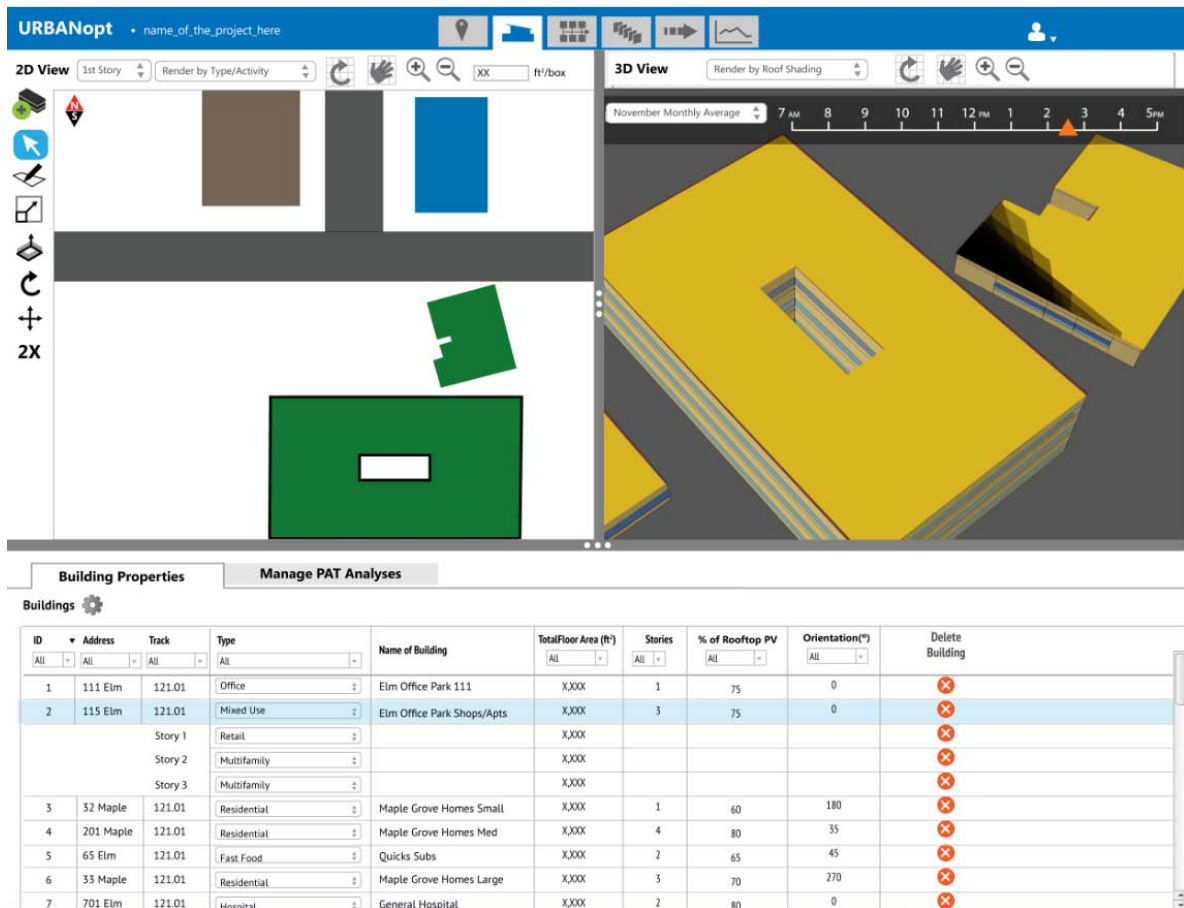 URBANopt • name_of_the_project_here
2D View 1st Story Render by Type/Activity XX ft²/box
3D View Render by Roof Shading
N
S
November Monthly Average 7 AM 8 9 10 11 12 PM 1 2 3 4 5PM
2X
Building Properties Manage PAT Analyses
Buildings
ID Address Track Type Name of Building TotalFloor Area (ft²) Stories % of Rooftop PV Orientation(º) Delete Building
All All All All All All All All
1 111 Elm 121.01 Office Elm Office Park 111 X,XXX 1 75 0
2 115 Elm 121.01 Mixed Use Elm Office Park Shops/Apts X,XXX 3 75 0
Story 1 Retail X,XXX
Story 2 Multifamily X,XXX
Story 3 Multifamily X,XXX
3 32 Maple 121.01 Residential Maple Grove Homes Small X,XXX 1 60 180
4 201 Maple 121.01 Residential Maple Grove Homes Med X,XXX 4 80 35
5 65 Elm 121.01 Fast Food Quicks Subs X,XXX 2 65 45
6 33 Maple 121.01 Residential Maple Grove Homes Large X,XXX 3 70 270
7 701 Elm 121.01 Hospital General Hospital X,XXX 2 80 0